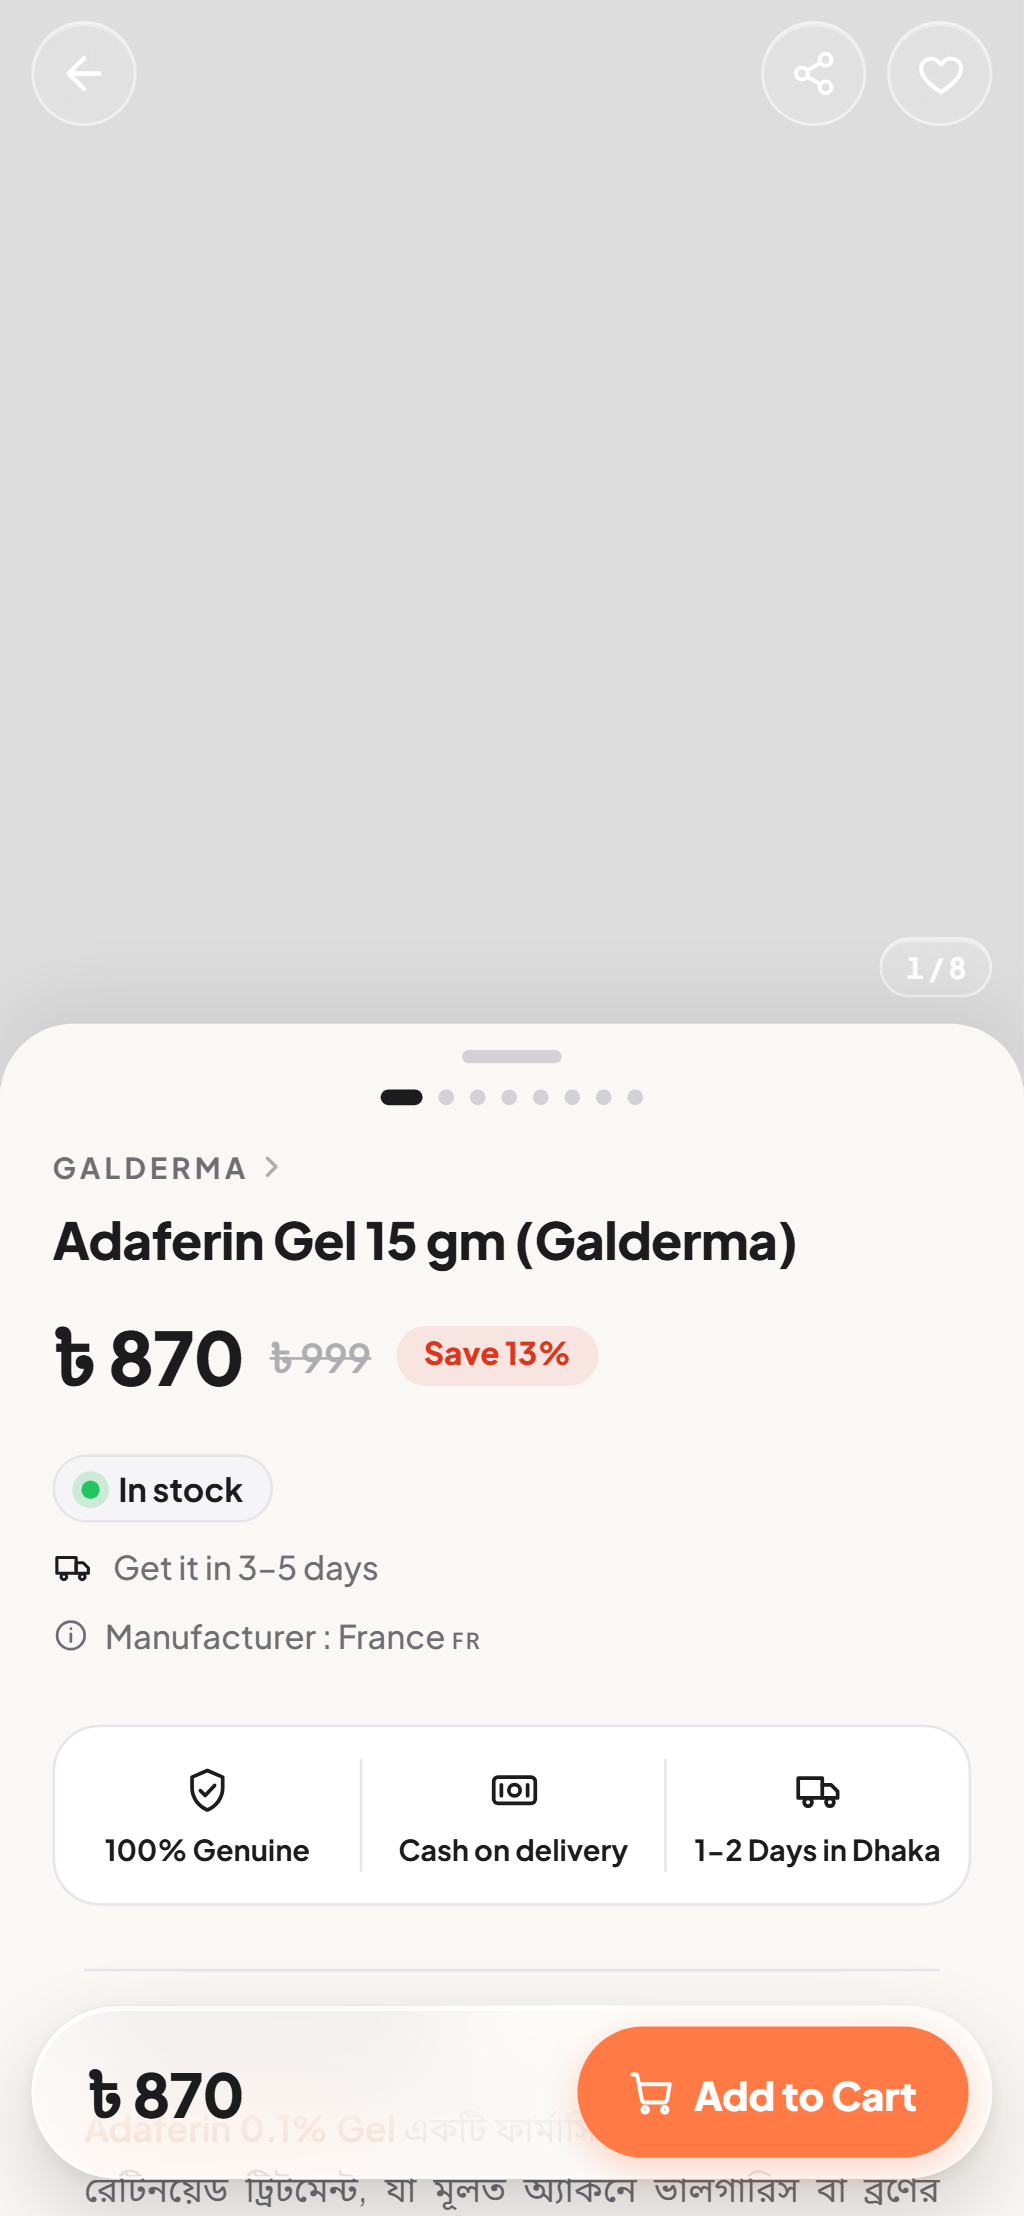 1/8
GALDERMA
Adaferin Gel 15 gm (Galderma)
৳ 870 ৳ 999 Save 13%
In stock
Get it in 3–5 days
Manufacturer : France FR
100% Genuine
Cash on delivery
1–2 Days in Dhaka
৳ 870
Add to Cart
Adaferin 0.1% Gel একটি
রেটিনয়েড ট্রিটমেন্ট, যা মূলত অ্যাকনে ভালগারিস বা ব্রণের